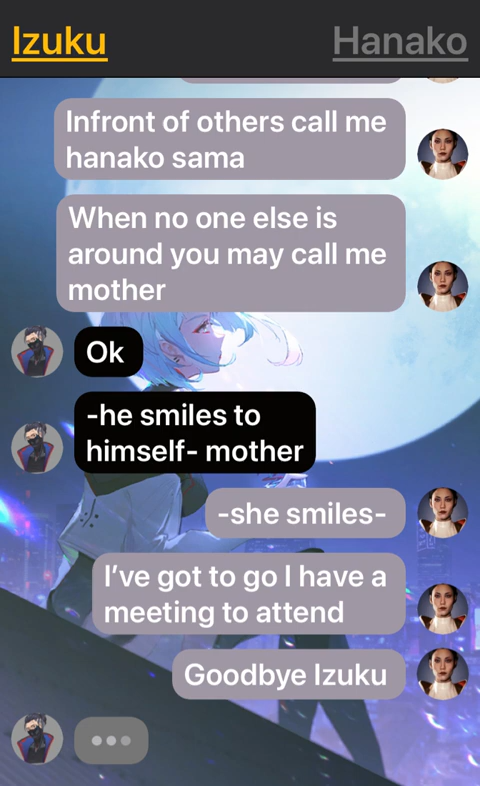 Izuku
Hanako
Infront of others call me
hanako sama
When no one else is
around you may call me
mother
Ok
-he smiles to
himself- mother
-she smiles-
I’ve got to go I have a
meeting to attend
Goodbye Izuku